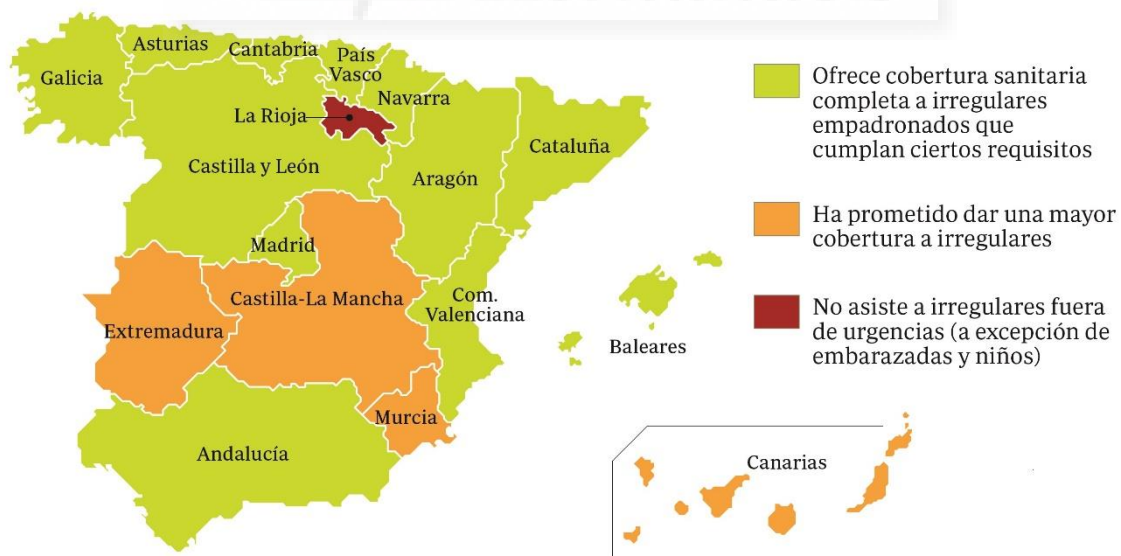 Asturias
Cantabria
País
Vasco
Galicia
Navarra
La Rioja
Cataluña
Castilla y León
Aragón
Madrid
Castilla-La Mancha
Com.
Valenciana
Extremadura
Baleares
Murcia
Andalucía
Canarias
Ofrece cobertura sanitaria
completa a irregulares
empadronados que
cumplan ciertos requisitos
Ha prometido dar una mayor
cobertura a irregulares
No asiste a irregulares fuera
de urgencias (a excepción de
embarazadas y niños)